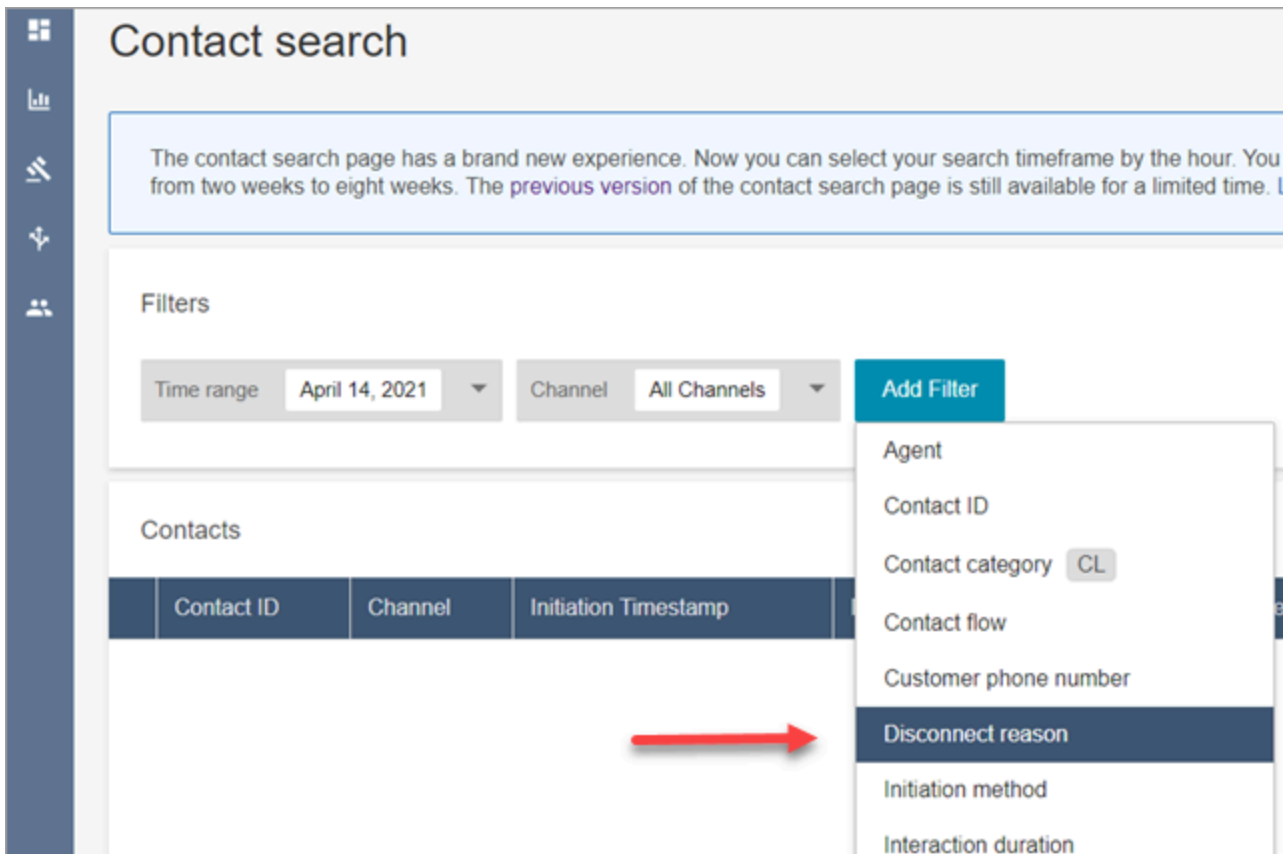 Contact search
The contact search page has a brand new experience. Now you can select your search timeframe by the hour. You
from two weeks to eight weeks. The previous version of the contact search page is still available for a limited time.
Filters
Time range April 14, 2021 Channel All Channels Add Filter
Agent
Contact ID
Contact category CL
Contact flow
Customer phone number
Disconnect reason
Initiation method
Interaction duration
Contacts
Contact ID Channel Initiation Timestamp